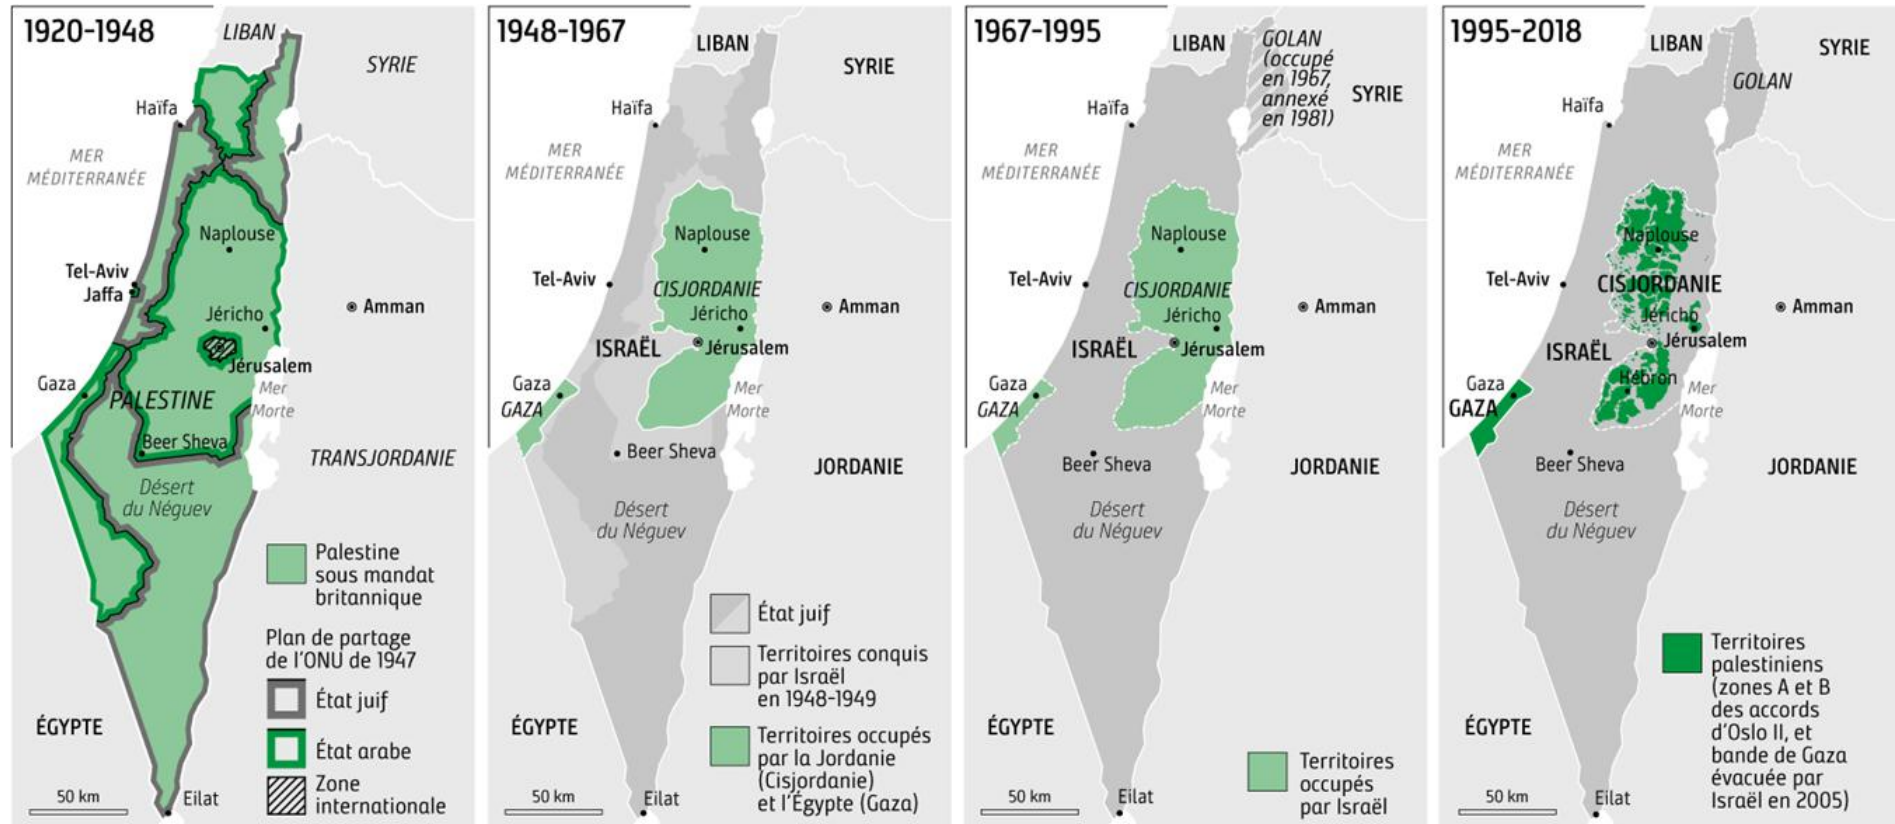 1920-1948
LIBAN
SYRIE
Haïfa
MER
MÉDITERRANÉE
Naplouse
Tel-Aviv
Jaffa
Amman
Jéricho
Jérusalem
Gaza
PALESTINE
Mer
Morte
Beer Sheva
TRANSJORDANIE
Désert
du Néguev
Palestine
sous mandat
britannique
Plan de partage
de l'ONU de 1947
État juif
État arabe
Zone
internationale
ÉGYPTE
50 km
Eilat
1948-1967
LIBAN
SYRIE
Haïfa
MER
MÉDITERRANÉE
Naplouse
Tel-Aviv
CISJORDANIE
Amman
Jéricho
ISRAËL
Jérusalem
Gaza
GAZA
Mer
Morte
Beer Sheva
JORDANIE
Désert
du Néguev
État juif
Territoires conquis
par Israël
en 1948-1949
Territoires occupés
par la Jordanie
(Cisjordanie)
et l'Égypte (Gaza)
ÉGYPTE
50 km
Eilat
1967-1995
LIBAN
GOLAN
(occupé
en 1967,
annexé
en 1981)
SYRIE
Haïfa
MER
MÉDITERRANÉE
Naplouse
Tel-Aviv
CISJORDANIE
Amman
Jéricho
ISRAËL
Jérusalem
Gaza
GAZA
Mer
Morte
Beer Sheva
JORDANIE
Désert
du Néguev
ÉGYPTE
Territoires
occupés
par Israël
50 km
Eilat
1995-2018
LIBAN
SYRIE
GOLAN
Haïfa
MER
MÉDITERRANÉE
Naplouse
Tel-Aviv
CISJORDANIE
Amman
Jéricho
ISRAËL
Jérusalem
Gaza
GAZA
Hébron
Mer
Morte
Beer Sheva
JORDANIE
Désert
du Néguev
Territoires
palestiniens
(zones A et B
des accords
d'Oslo II, et
bande de Gaza
évacuée par
Israël en 2005)
ÉGYPTE
50 km
Eilat